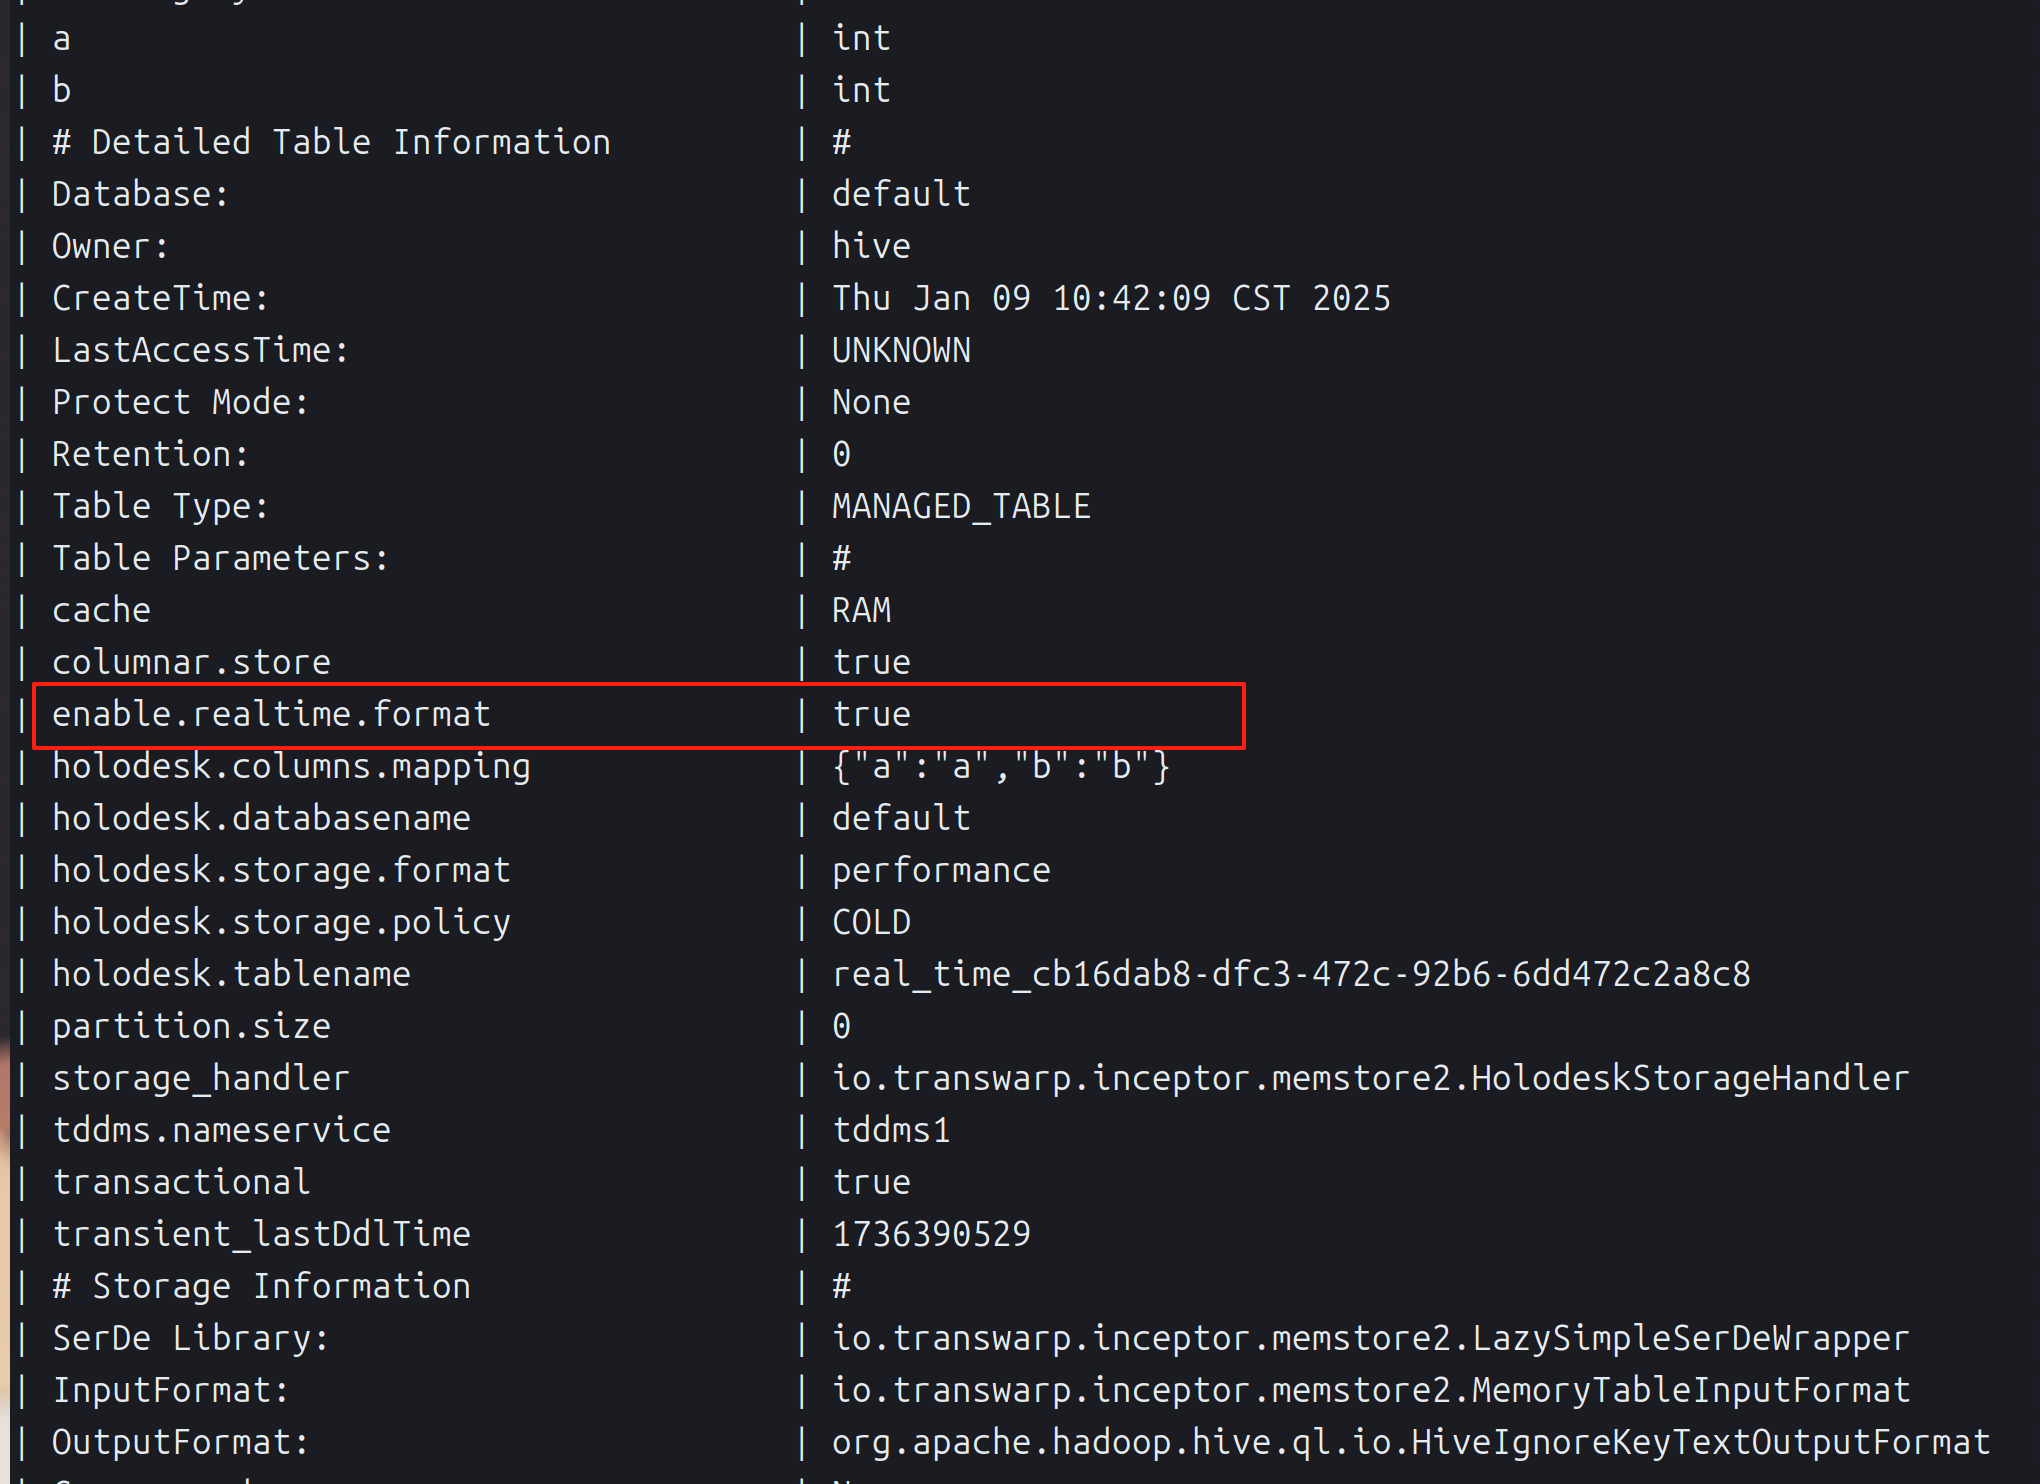 | a | int
| b | int
| # Detailed Table Information | #
| Database: | default
| Owner: | hive
| CreateTime: | Thu Jan 09 10:42:09 CST 2025
| LastAccessTime: | UNKNOWN
| Protect Mode: | None
| Retention: | 0
| Table Type: | MANAGED_TABLE
| Table Parameters: | #
| cache | RAM
| columnar.store | true
| enable.realtime.format | true
| holodesk.columns.mapping | {"a":"a","b":"b"}
| holodesk.databasename | default
| holodesk.storage.format | performance
| holodesk.storage.policy | COLD
| holodesk.tablename | real_time_cb16dab8-dfc3-472c-92b6-6dd472c2a8c8
| partition.size | 0
| storage_handler | io.transwarp.inceptor.memstore2.HolodeskStorageHandler
| tddms.nameservice | tddms1
| transactional | true
| transient_lastDdlTime | 1736390529
| # Storage Information | #
| SerDe Library: | io.transwarp.inceptor.memstore2.LazySimpleSerDeWrapper
| InputFormat: | io.transwarp.inceptor.memstore2.MemoryTableInputFormat
| OutputFormat: | org.apache.hadoop.hive.ql.io.HiveIgnoreKeyTextOutputFormat